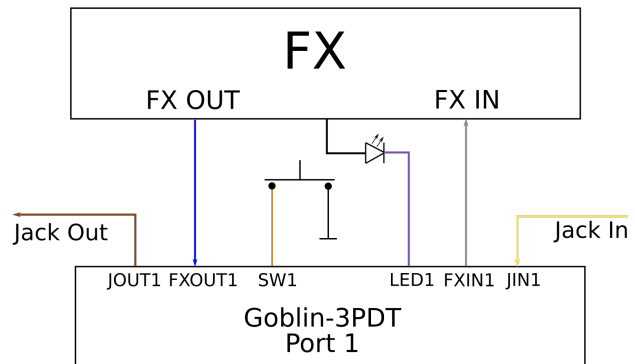 FX
FX OUT
FX IN
Jack Out
Jack In
JOUT1
FXOUT1
SW1
LED1
FXIN1
JIN1
Goblin-3PDT
Port 1